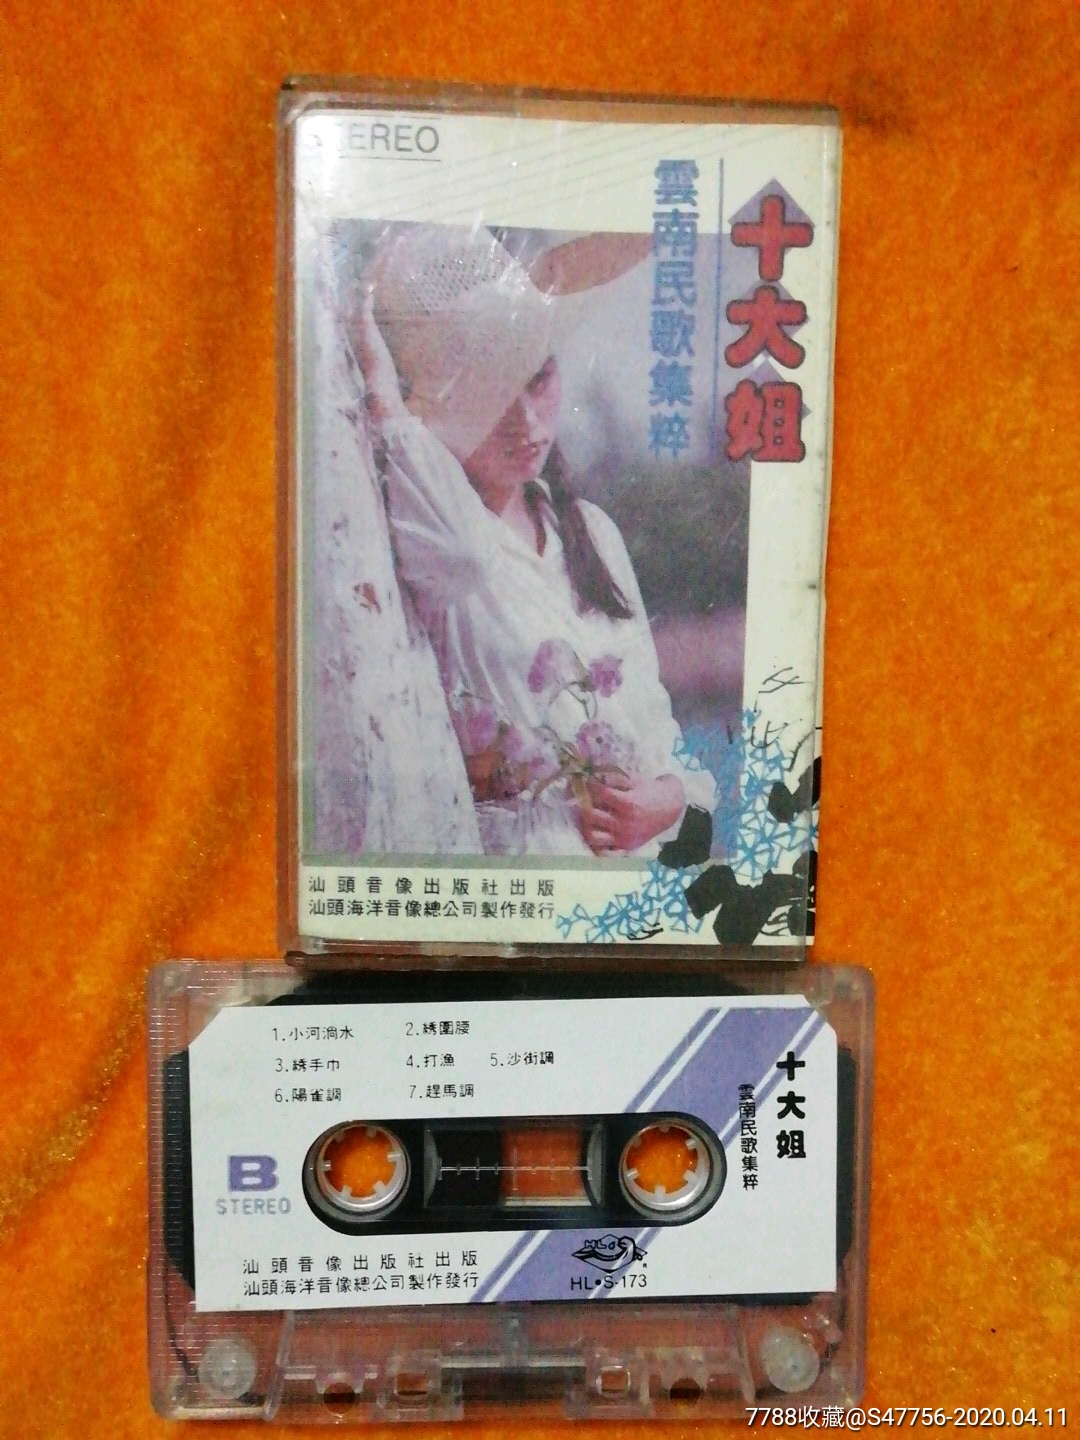 STEREO
十大姐
雲南民歌集粹
汕頭音像出版社出版
汕頭海洋音像總公司製作發行
1.小河淌水 2.綉圍腰
3.綉手巾 4.打漁 5.沙街調
6.陽雀調 7.趕馬調
十大姐
雲南民歌集粹
B
STEREO
汕頭音像出版社出版
汕頭海洋音像總公司製作發行
HL•S-173
7788收藏@S47756-2020.04.11